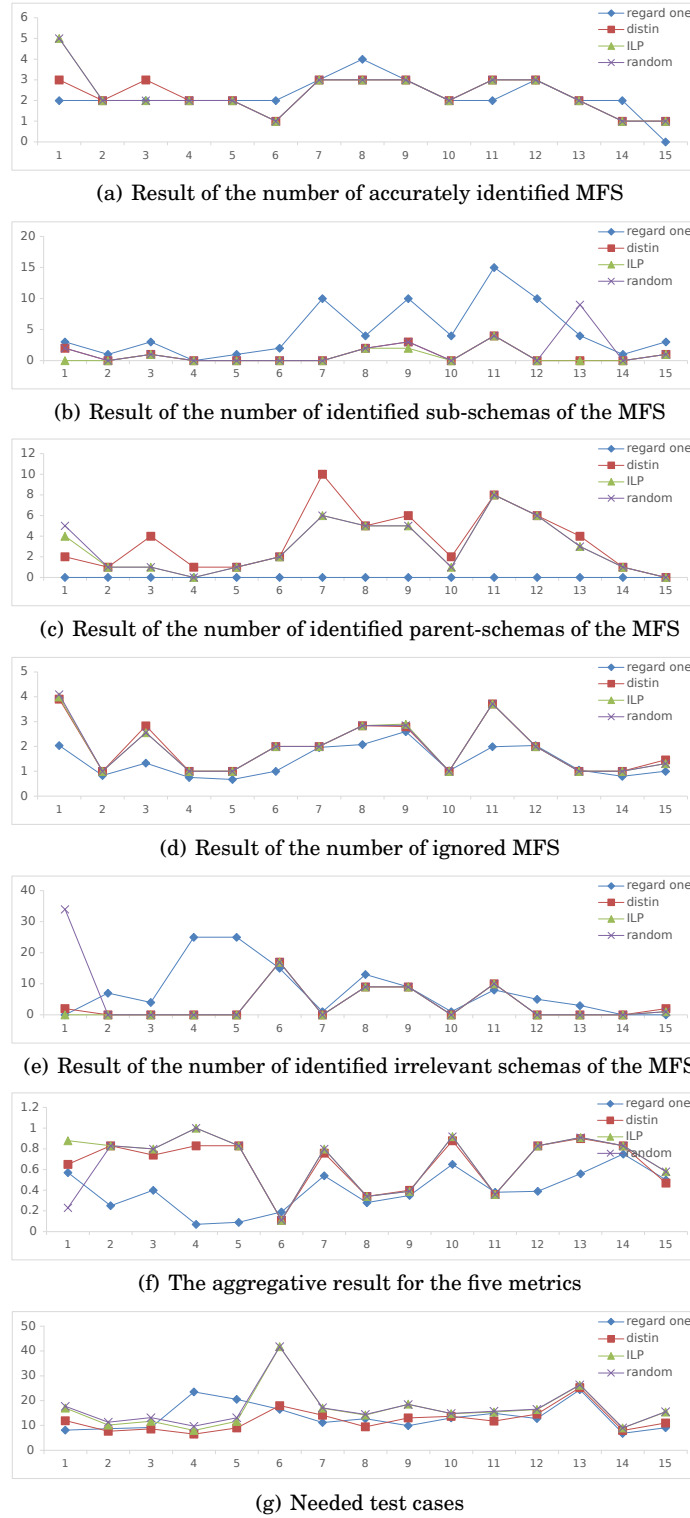 6
5
4
3
2
1
0
1 2 3 4 5 6 7 8 9 10 11 12 13 14 15
regard one
distin
ILP
random
(a) Result of the number of accurately identified MFS
20
15
10
5
0
1 2 3 4 5 6 7 8 9 10 11 12 13 14 15
regard one
distin
ILP
random
(b) Result of the number of identified sub-schemas of the MFS
12
10
8
6
4
2
0
1 2 3 4 5 6 7 8 9 10 11 12 13 14 15
regard one
distin
ILP
random
(c) Result of the number of identified parent-schemas of the MFS
5
4
3
2
1
0
1 2 3 4 5 6 7 8 9 10 11 12 13 14 15
regard one
distin
ILP
random
(d) Result of the number of ignored MFS
40
30
20
10
0
1 2 3 4 5 6 7 8 9 10 11 12 13 14 15
regard one
distin
ILP
random
(e) Result of the number of identified irrelevant schemas of the MFS
1.2
1
0.8
0.6
0.4
0.2
0
1 2 3 4 5 6 7 8 9 10 11 12 13 14 15
regard one
distin
ILP
random
(f) The aggregative result for the five metrics
50
40
30
20
10
0
1 2 3 4 5 6 7 8 9 10 11 12 13 14 15
regard one
distin
ILP
random
(g) Needed test cases